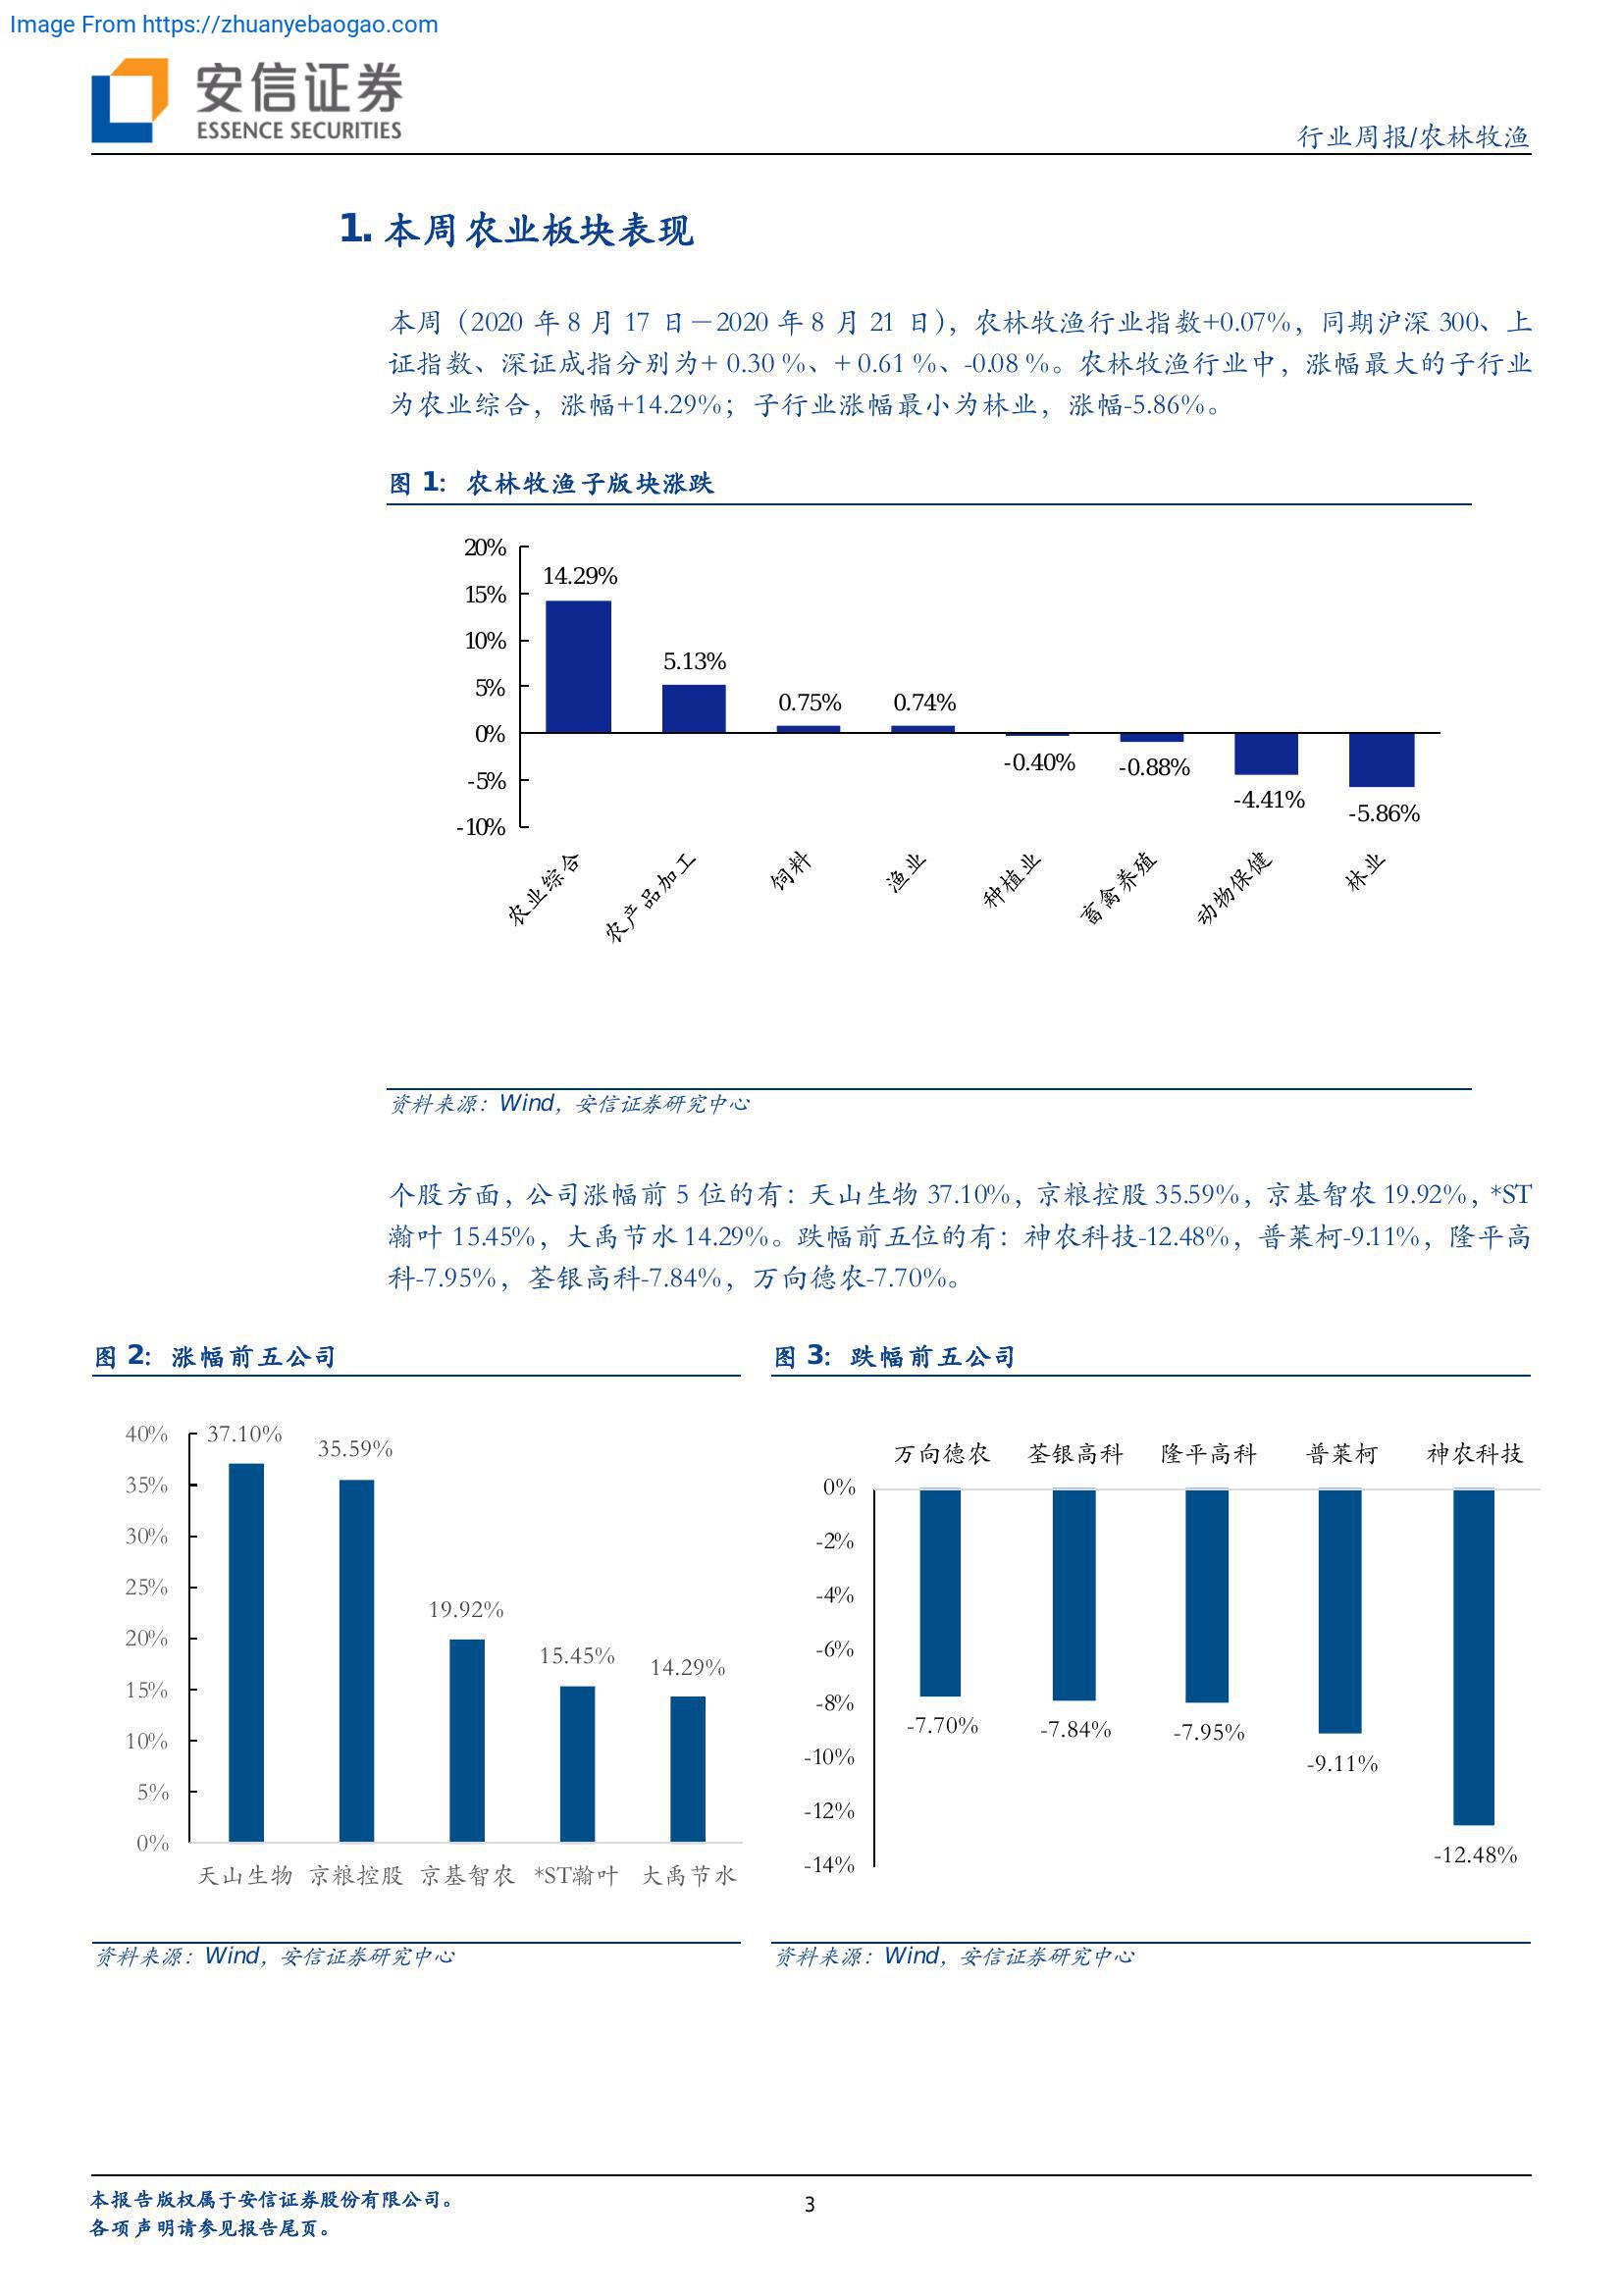 Image From https://zhuanyebaogao.com
安信证券
ESSENCE SECURITIES
行业周报/农林牧渔
1. 本周农业板块表现
本周（2020 年 8 月 17 日－2020 年 8 月 21 日），农林牧渔行业指数+0.07%，同期沪深 300、上
证指数、深证成指分别为+ 0.30 %、+ 0.61 %、-0.08 %。农林牧渔行业中，涨幅最大的子行业
为农业综合，涨幅+14.29%；子行业涨幅最小为林业，涨幅-5.86%。
图 1：农林牧渔子版块涨跌
20%
15%
10%
5%
0%
-5%
-10%
14.29%
5.13%
0.75%
0.74%
-0.40%
-0.88%
-4.41%
-5.86%
农业综合
农产品加工
饲料
渔业
种植业
畜禽养殖
动物保健
林业
资料来源：Wind，安信证券研究中心
个股方面，公司涨幅前 5 位的有：天山生物 37.10%，京粮控股 35.59%，京基智农 19.92%，*ST
瀚叶 15.45%，大禹节水 14.29%。跌幅前五位的有：神农科技-12.48%，普莱柯-9.11%，隆平高
科-7.95%，荃银高科-7.84%，万向德农-7.70%。
图 2：涨幅前五公司
40%
35%
30%
25%
20%
15%
10%
5%
0%
37.10%
35.59%
19.92%
15.45%
14.29%
天山生物 京粮控股 京基智农 *ST瀚叶 大禹节水
资料来源：Wind，安信证券研究中心
图 3：跌幅前五公司
万向德农 荃银高科 隆平高科 普莱柯 神农科技
0%
-2%
-4%
-6%
-8%
-10%
-12%
-14%
-7.70%
-7.84%
-7.95%
-9.11%
-12.48%
资料来源：Wind，安信证券研究中心
本报告版权属于安信证券股份有限公司。
各项声明请参见报告尾页。
3